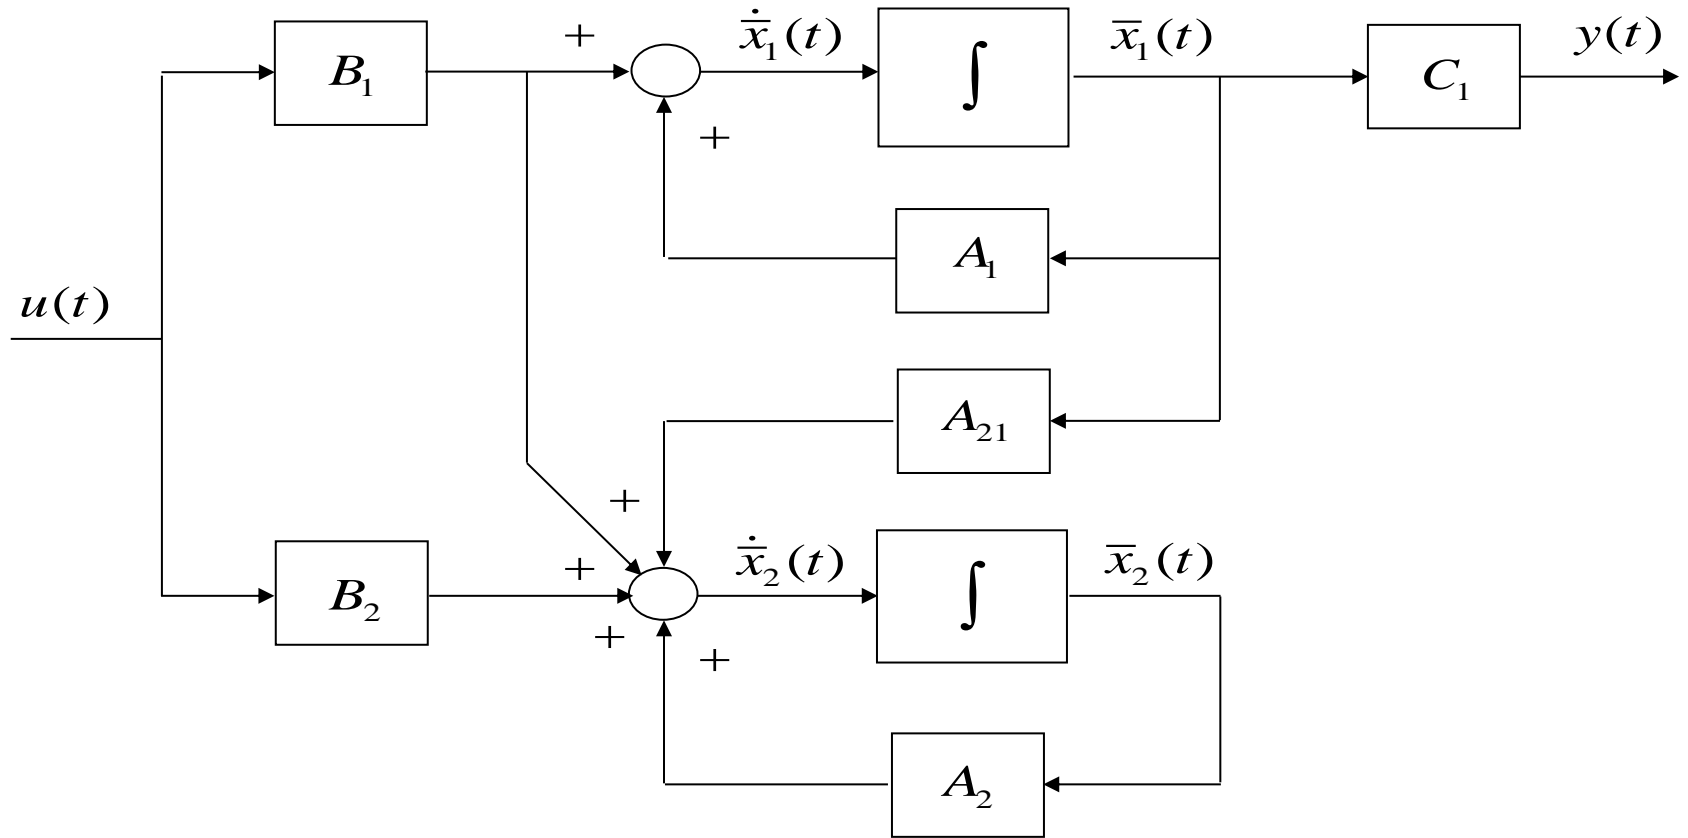 +
ẋ̅₁(t)
∫
x̅₁(t)
y(t)
B₁
C₁
+
A₁
u(t)
A₂₁
+
+
ẋ̅₂(t)
∫
x̅₂(t)
B₂
+
+
A₂